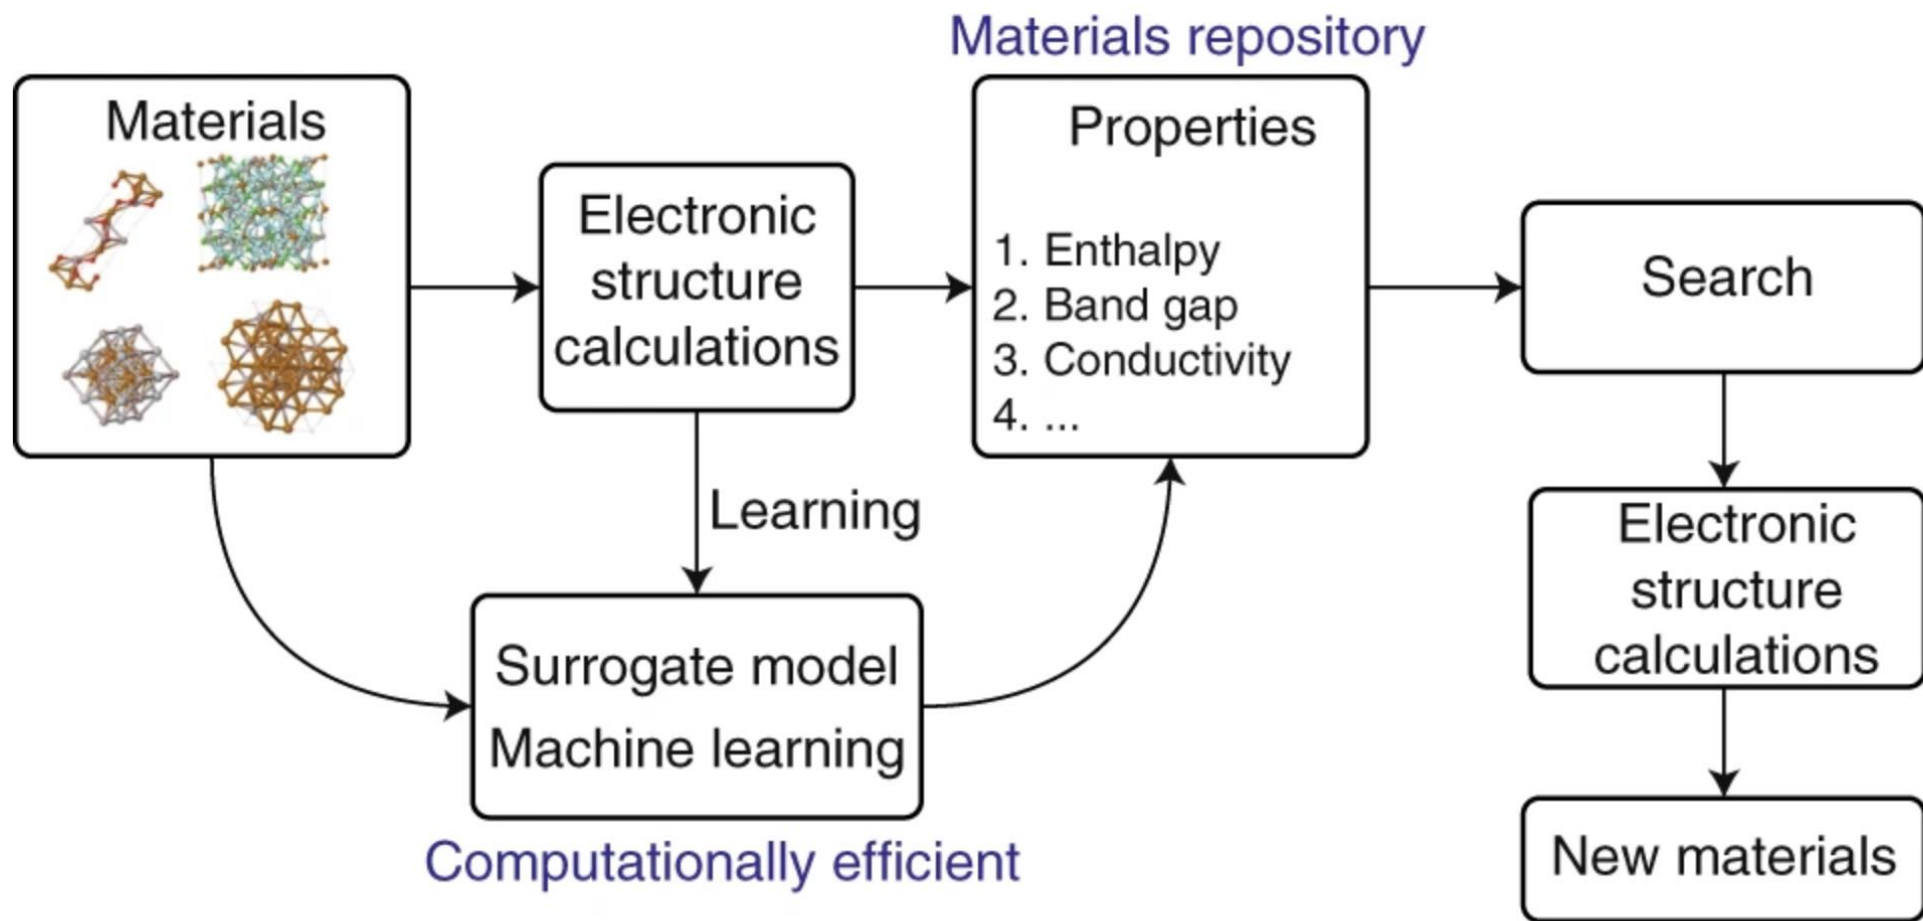 Materials repository
Materials
Electronic
structure
calculations
Properties
1. Enthalpy
2. Band gap
3. Conductivity
4. ...
Search
Learning
Surrogate model
Machine learning
Computationally efficient
Electronic
structure
calculations
New materials